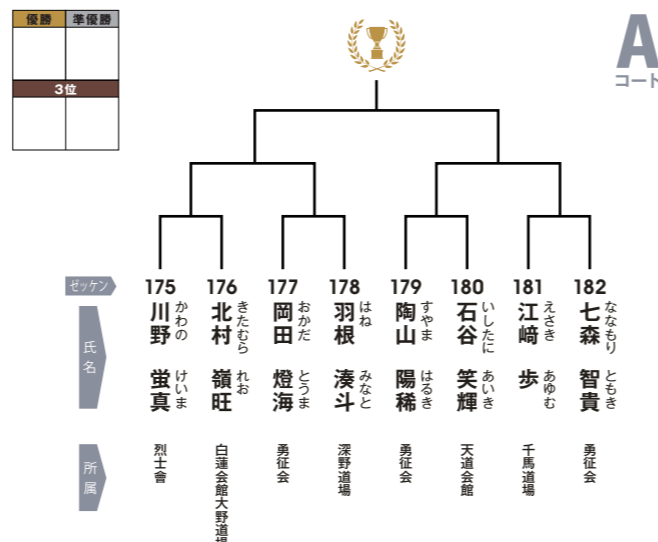 優勝 準優勝
3位
A
コート
ゼッケン 175 176 177 178 179 180 181 182
氏名
川野 蛍真 かわの けいま
北村 嶺旺 きたむら れお
岡田 燈海 おかだ とうま
羽根 湊斗 はね みなと
陶山 陽稀 すやま はるき
石谷 笑輝 いしたに あいき
江﨑 歩 えさき あゆむ
七森 智貴 ななもり ともき
所属
烈士會
白蓮会館大野道場
勇征会
深野道場
勇征会
天道会館
千馬道場
勇征会